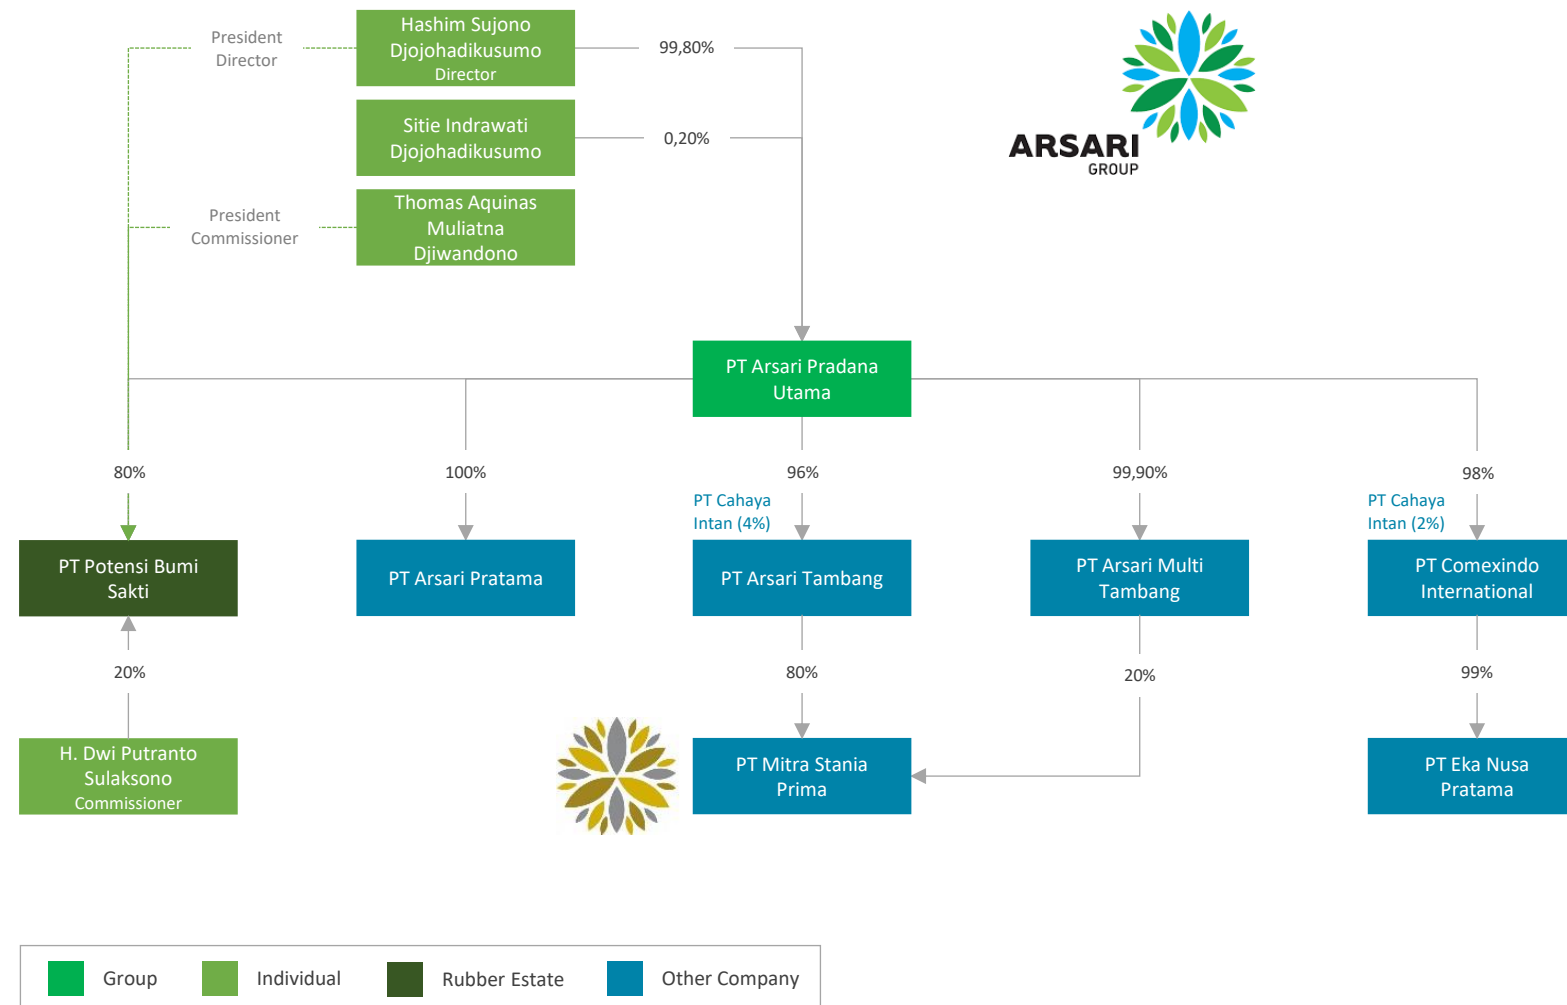 President
Director
Hashim Sujono
Djojohadikusumo
Director
99,80%
Sitie Indrawati
Djojohadikusumo
0,20%
ARSARI
GROUP
President
Commissioner
Thomas Aquinas
Muliatna
Djiwandono
PT Arsari Pradana
Utama
80%
100%
96%
99,90%
98%
PT Cahaya
Intan (4%)
PT Cahaya
Intan (2%)
PT Potensi Bumi
Sakti
PT Arsari Pratama
PT Arsari Tambang
PT Arsari Multi
Tambang
PT Comexindo
International
20%
80%
20%
99%
H. Dwi Putranto
Sulaksono
Commissioner
PT Mitra Stania
Prima
PT Eka Nusa
Pratama
Group
Individual
Rubber Estate
Other Company